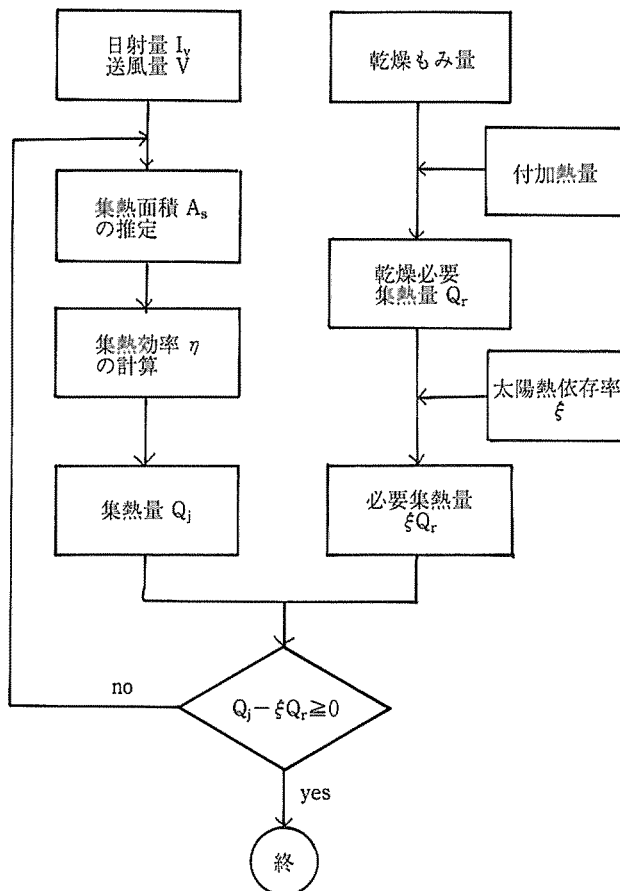 日射量 Iᵥ
送風量 V
乾燥もみ量
付加熱量
集熱面積 Aₛ
の推定
乾燥必要
集熱量 Qᵣ
集熱効率 η
の計算
太陽熱依存率
ξ
集熱量 Qⱼ
必要集熱量
ξQᵣ
no
Qⱼ－ξQᵣ≧0
yes
終